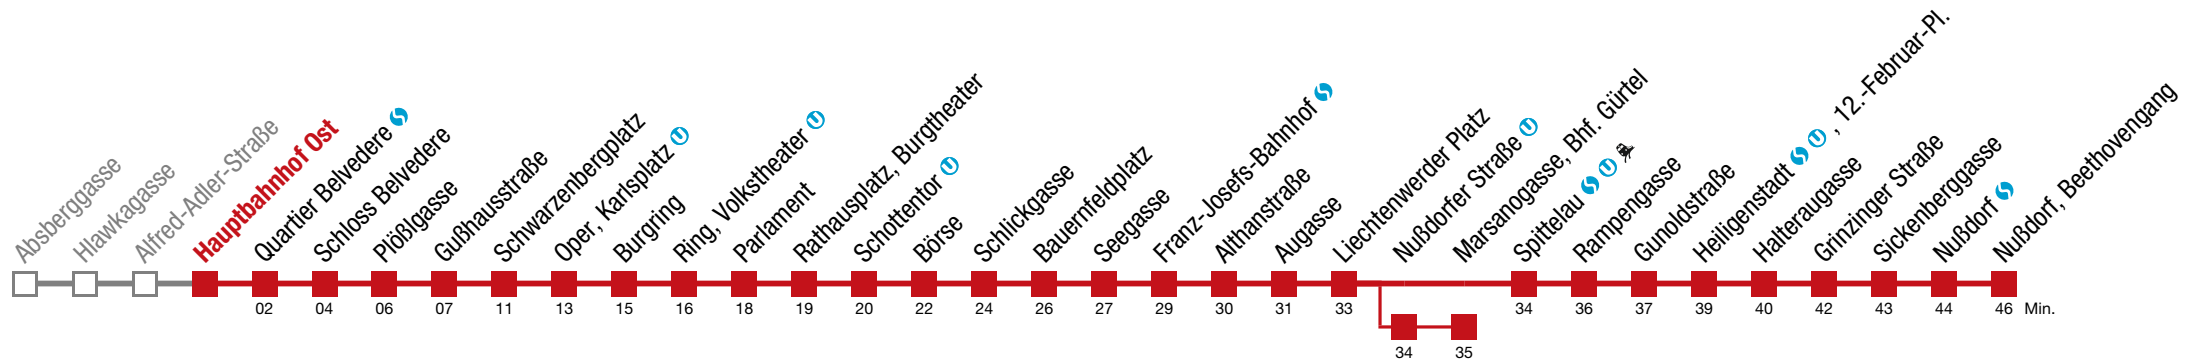 Absberggasse
Hlawkagasse
Alfred-Adler-Straße
Hauptbahnhof Ost
Quartier Belvedere S
Schloss Belvedere
Plößlgasse
Gußhausstraße
Schwarzenbergplatz
Oper, Karlsplatz U
Burgring
Ring, Volkstheater U
Parlament
Rathausplatz, Burgtheater
Schottentor U
Börse
Schlickgasse
Bauernfeldplatz
Seegasse
Franz-Josefs-Bahnhof S
Althanstraße
Augasse
Liechtenwerder Platz
Nußdorfer Straße U
Marsanogasse, Bhf. Gürtel
Spittelau S U
Rampengasse
Gunoldstraße
Heiligenstadt S U , 12.-Februar-Pl.
Halteraugasse
Grinzinger Straße
Sickenberggasse
Nußdorf S
Nußdorf, Beethovengang
02 04 06 07 11 13 15 16 18 19 20 22 24 26 27 29 30 31 33 34 36 37 39 40 42 43 44 46 Min.
34 35